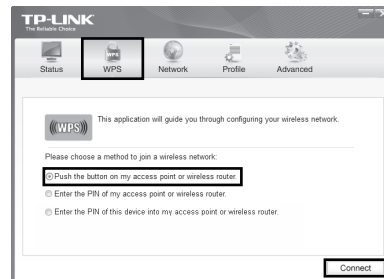 TP-LINK
The Reliable Choice
Status WPS Network Profile Advanced
WPS
(((WPS)))
This application will guide you through configuring your wireless network.
Please choose a method to join a wireless network:
Push the button on my access point or wireless router.
Enter the PIN of my access point or wireless router.
Enter the PIN of this device into my access point or wireless router.
Connect